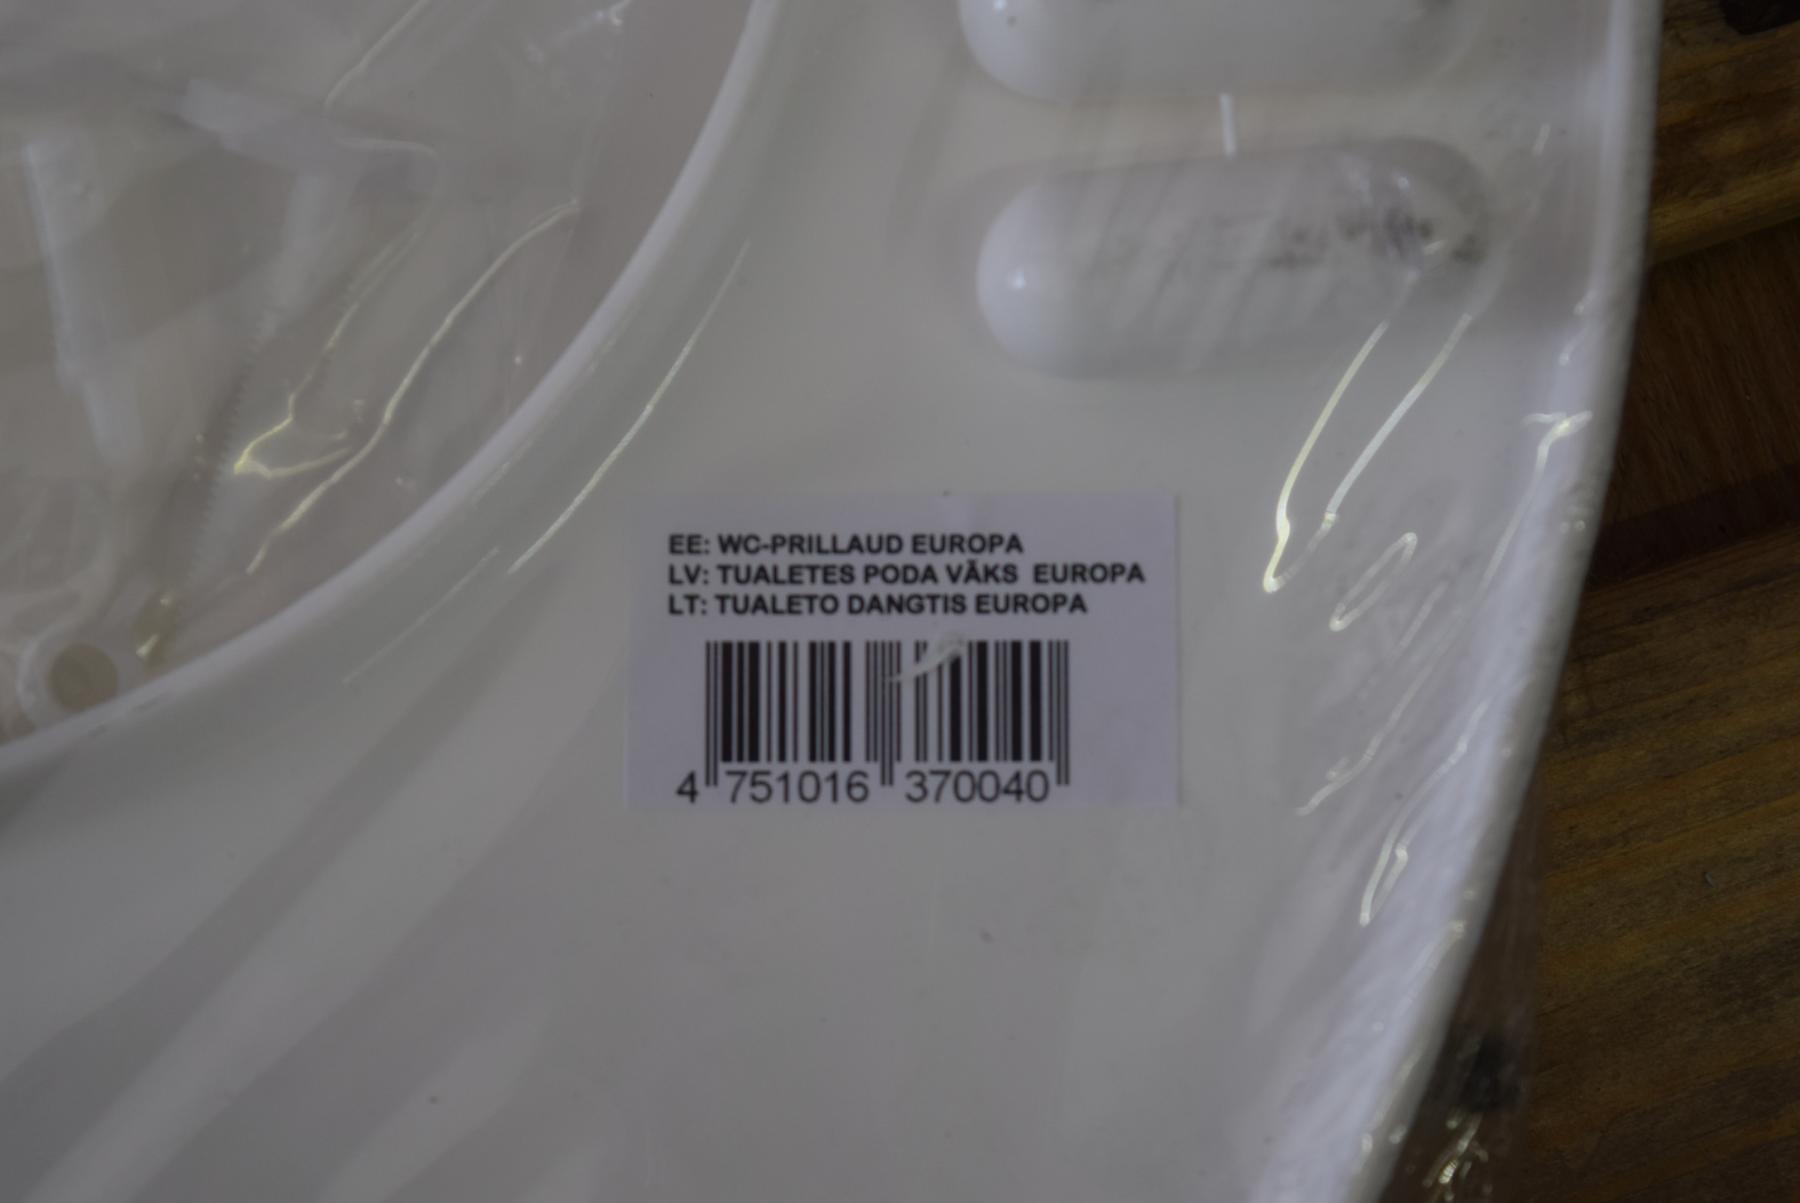 EE: WC-PRILLAUD EUROPA
LV: TUALETES PODA VĀKS EUROPA
LT: TUALETO DANGTIS EUROPA
4 751016 370040